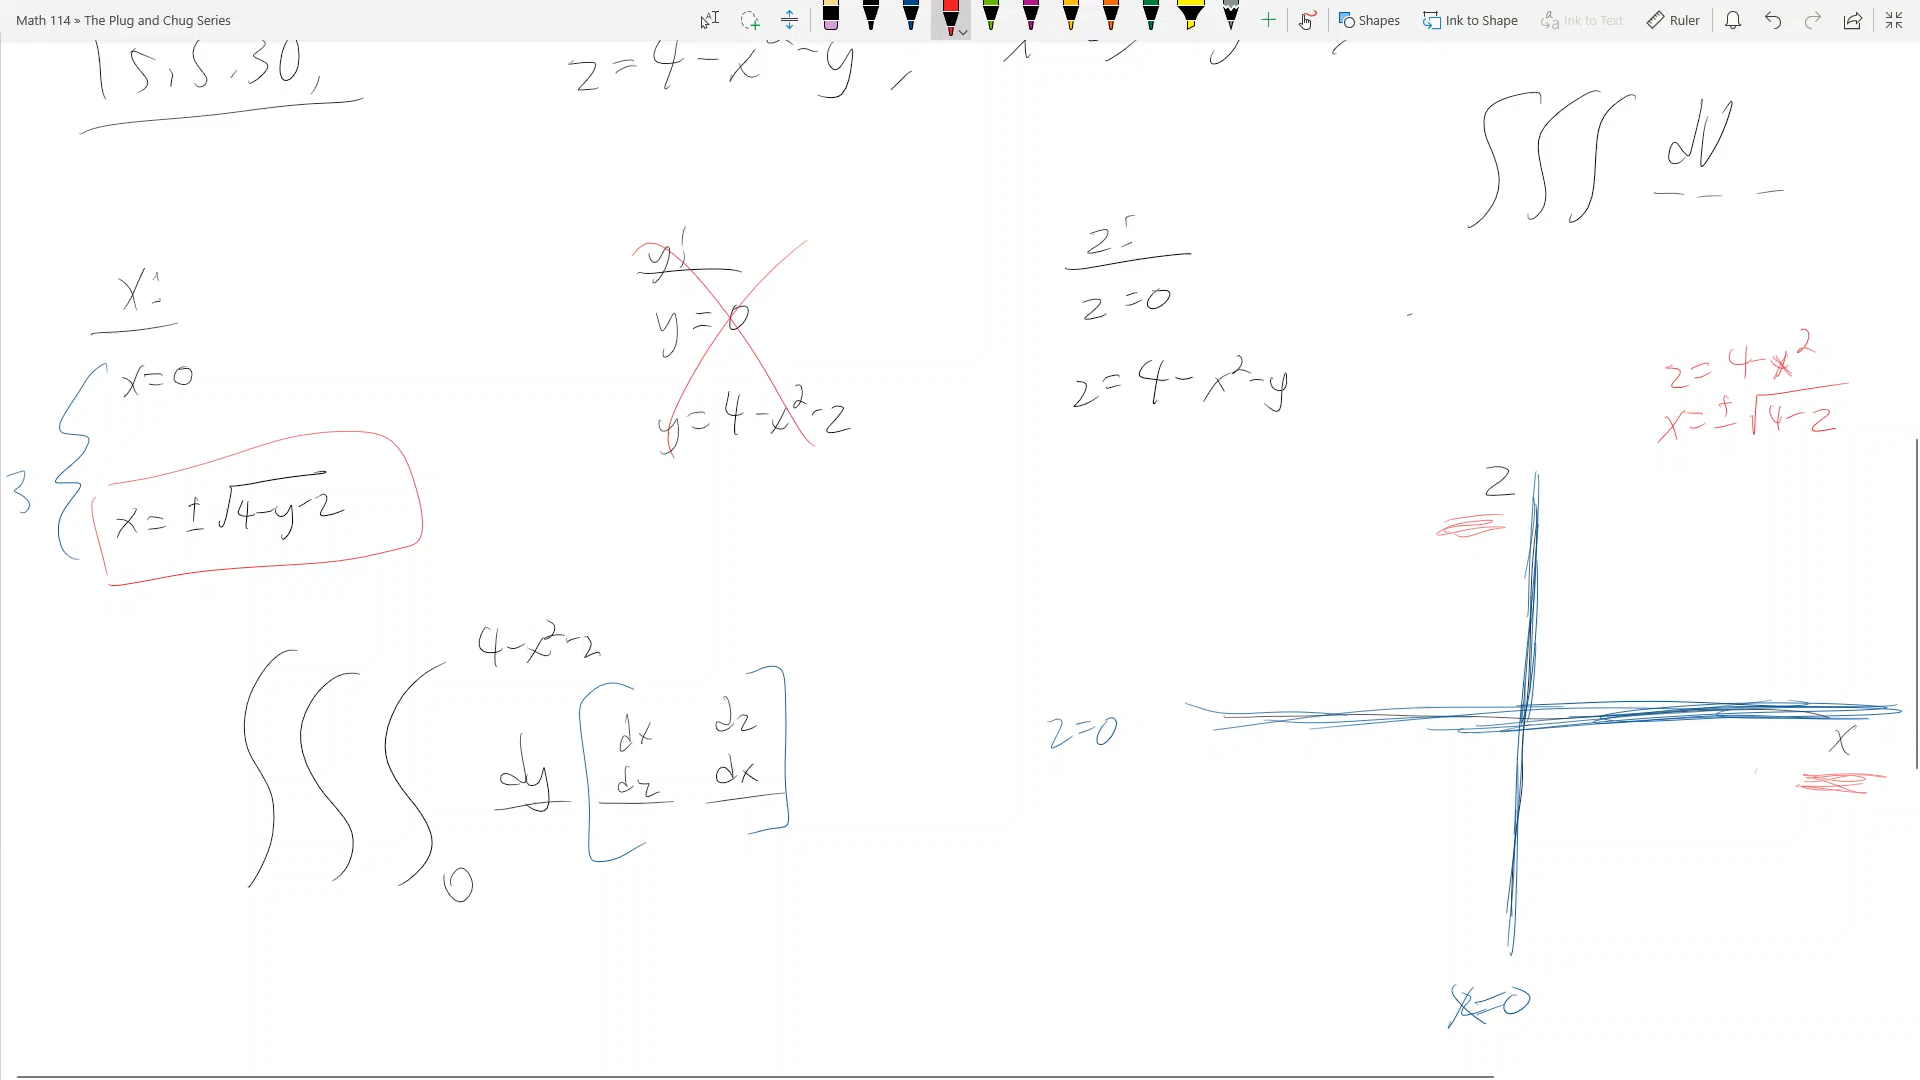 Math 114 » The Plug and Chug Series
Shapes
Ink to Shape
Ink to Text
Ruler
15.5.30,
z=4-x²-y,
∫∫∫ dV
x:
x=0
x=±√4-y-z
3
y:
y=0
y=4-x²-z
z:
z=0
z=4-x²-y
z=4-x²
x=±√4-z
z
x
z=0
x=0
4-x²-z
∫∫∫ dy [dx dz
dz dx]
0